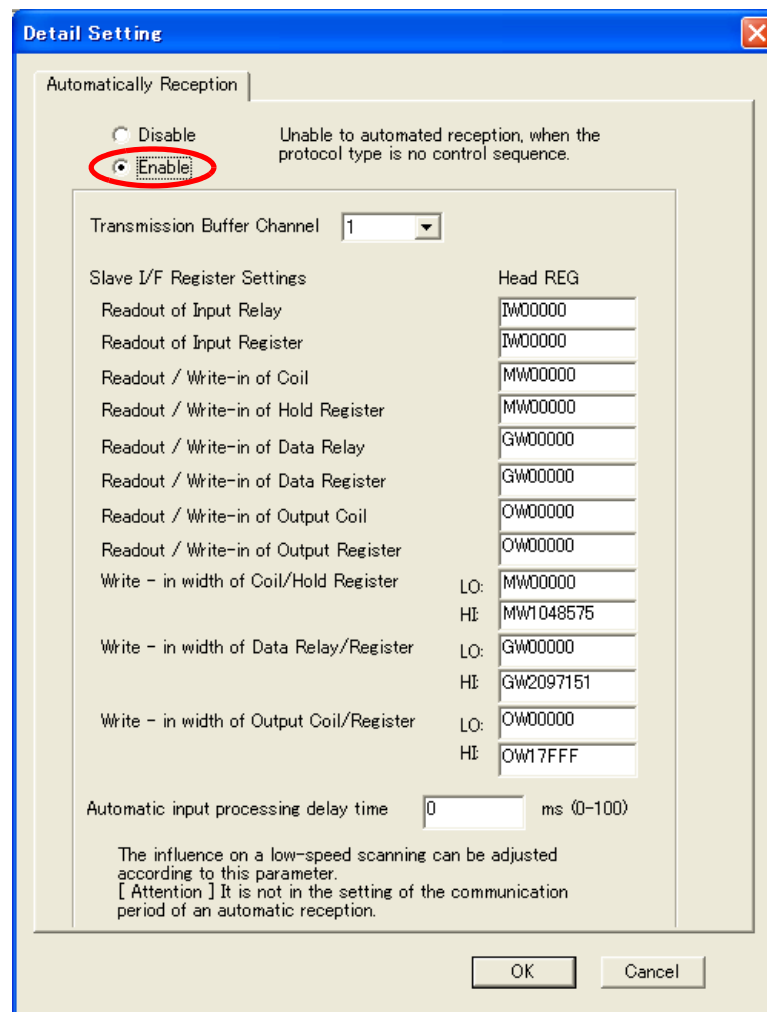 Detail Setting
Automatically Reception
Disable
Unable to automated reception, when the
protocol type is no control sequence.
Enable
Transmission Buffer Channel 1
Slave I/F Register Settings Head REG
Readout of Input Relay IW00000
Readout of Input Register IW00000
Readout / Write-in of Coil MW00000
Readout / Write-in of Hold Register MW00000
Readout / Write-in of Data Relay GW00000
Readout / Write-in of Data Register GW00000
Readout / Write-in of Output Coil OW00000
Readout / Write-in of Output Register OW00000
Write - in width of Coil/Hold Register LO: MW00000
HI: MW1048575
Write - in width of Data Relay/Register LO: GW00000
HI: GW2097151
Write - in width of Output Coil/Register LO: OW00000
HI: OW17FFF
Automatic input processing delay time 0 ms (0-100)
The influence on a low-speed scanning can be adjusted
according to this parameter.
[ Attention ] It is not in the setting of the communication
period of an automatic reception.
OK Cancel